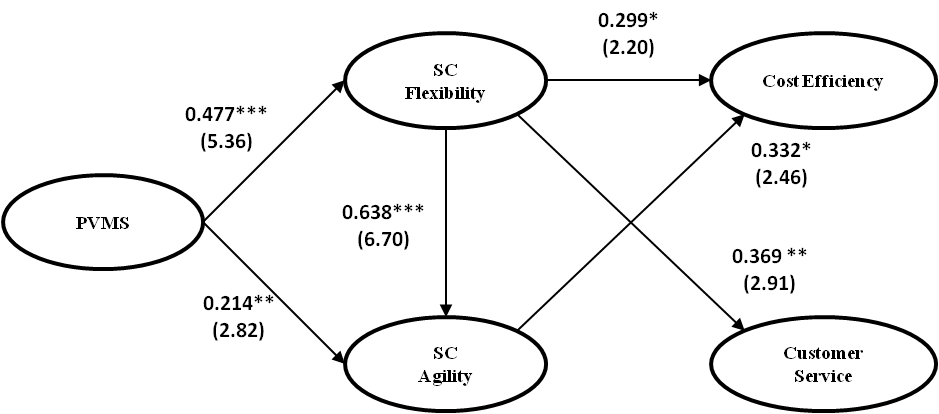 0.299*
(2.20)
SC
Flexibility
Cost Efficiency
0.477***
(5.36)
0.332*
(2.46)
0.638***
(6.70)
PVMS
0.369 **
(2.91)
0.214**
(2.82)
SC
Agility
Customer
Service